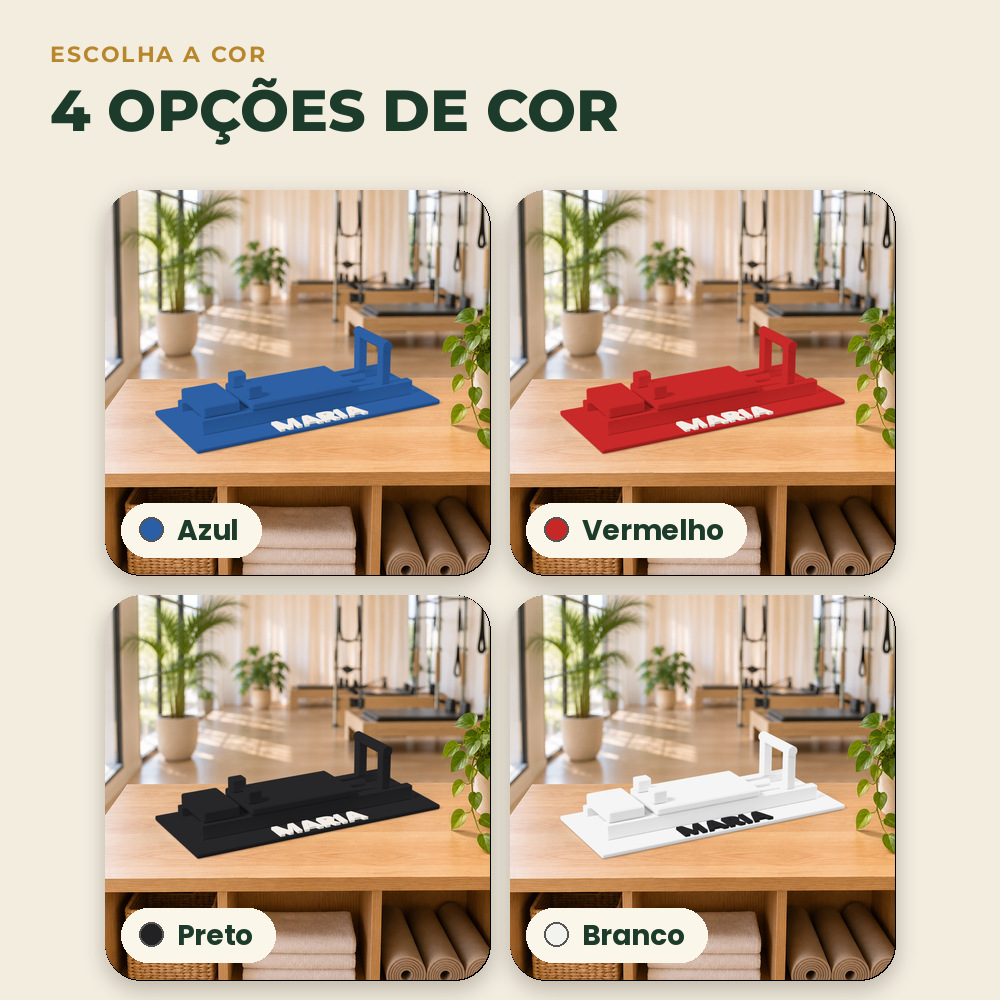 ESCOLHA A COR
4 OPÇÕES DE COR
MARIA
MARIA
Azul
Vermelho
MARIA
MARIA
Preto
Branco